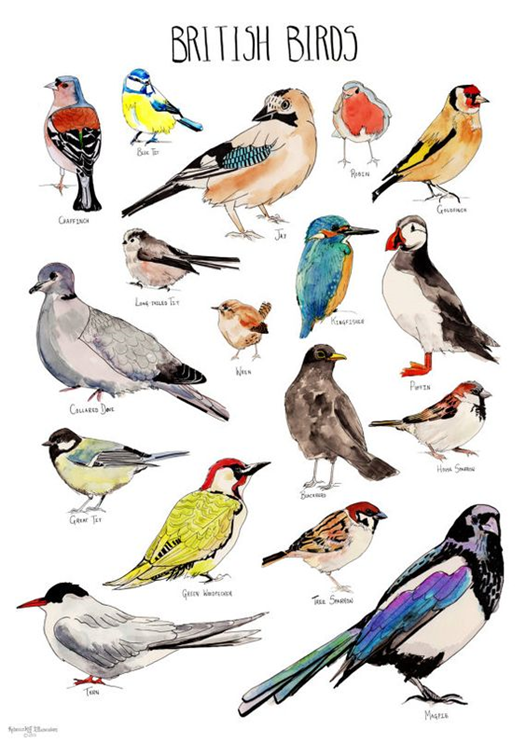 BRITISH BIRDS
Chaffinch
Blue Tit
Jay
Robin
Goldfinch
Long-tailed Tit
Kingfisher
Puffin
Wren
Collared Dove
Blackbird
House Sparrow
Great Tit
Green Woodpecker
Tree Sparrow
Tern
Magpie